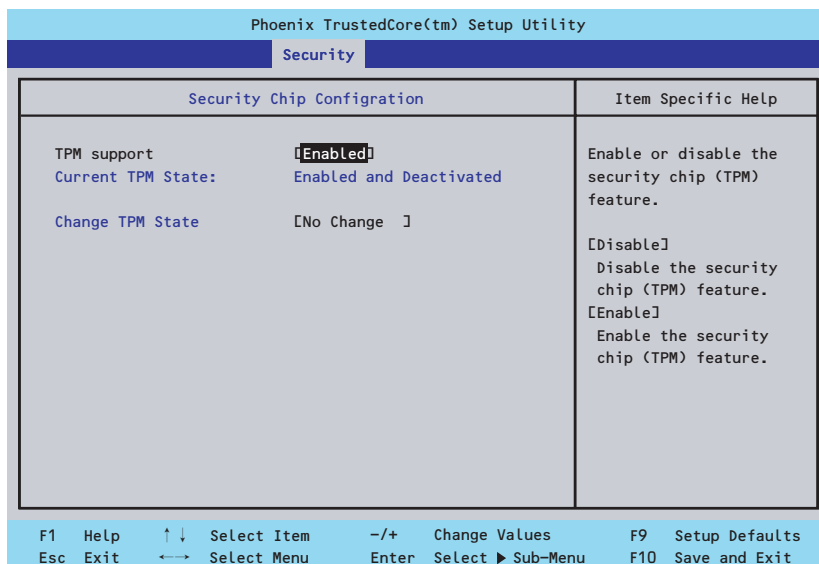 Phoenix TrustedCore(tm) Setup Utility
Security
Security Chip Configration
Item Specific Help
TPM support [Enabled]
Current TPM State: Enabled and Deactivated
Change TPM State [No Change ]
Enable or disable the
security chip (TPM)
feature.
[Disable]
Disable the security
chip (TPM) feature.
[Enable]
Enable the security
chip (TPM) feature.
F1 Help ↑↓ Select Item -/+ Change Values F9 Setup Defaults
Esc Exit ←→ Select Menu Enter Select ▶ Sub-Menu F10 Save and Exit